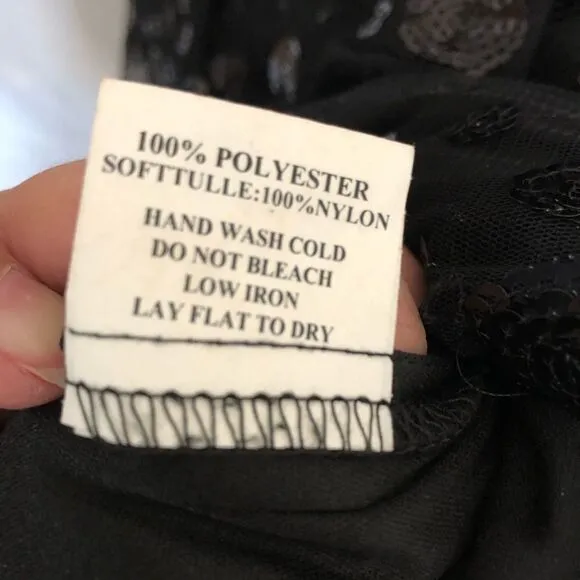 100% POLYESTER
SOFTTULLE:100%NYLON
HAND WASH COLD
DO NOT BLEACH
LOW IRON
LAY FLAT TO DRY